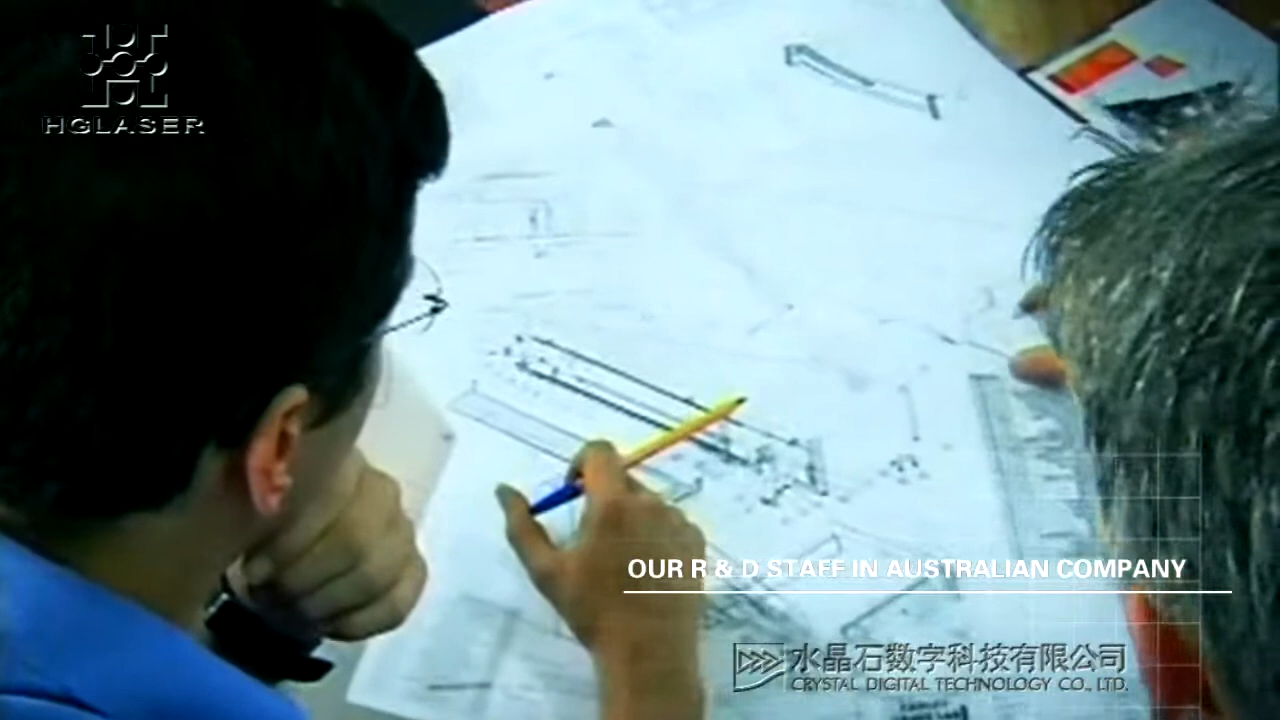 HGLASER
OUR R & D STAFF IN AUSTRALIAN COMPANY
水晶石数字科技有限公司
CRYSTAL DIGITAL TECHNOLOGY CO., LTD.